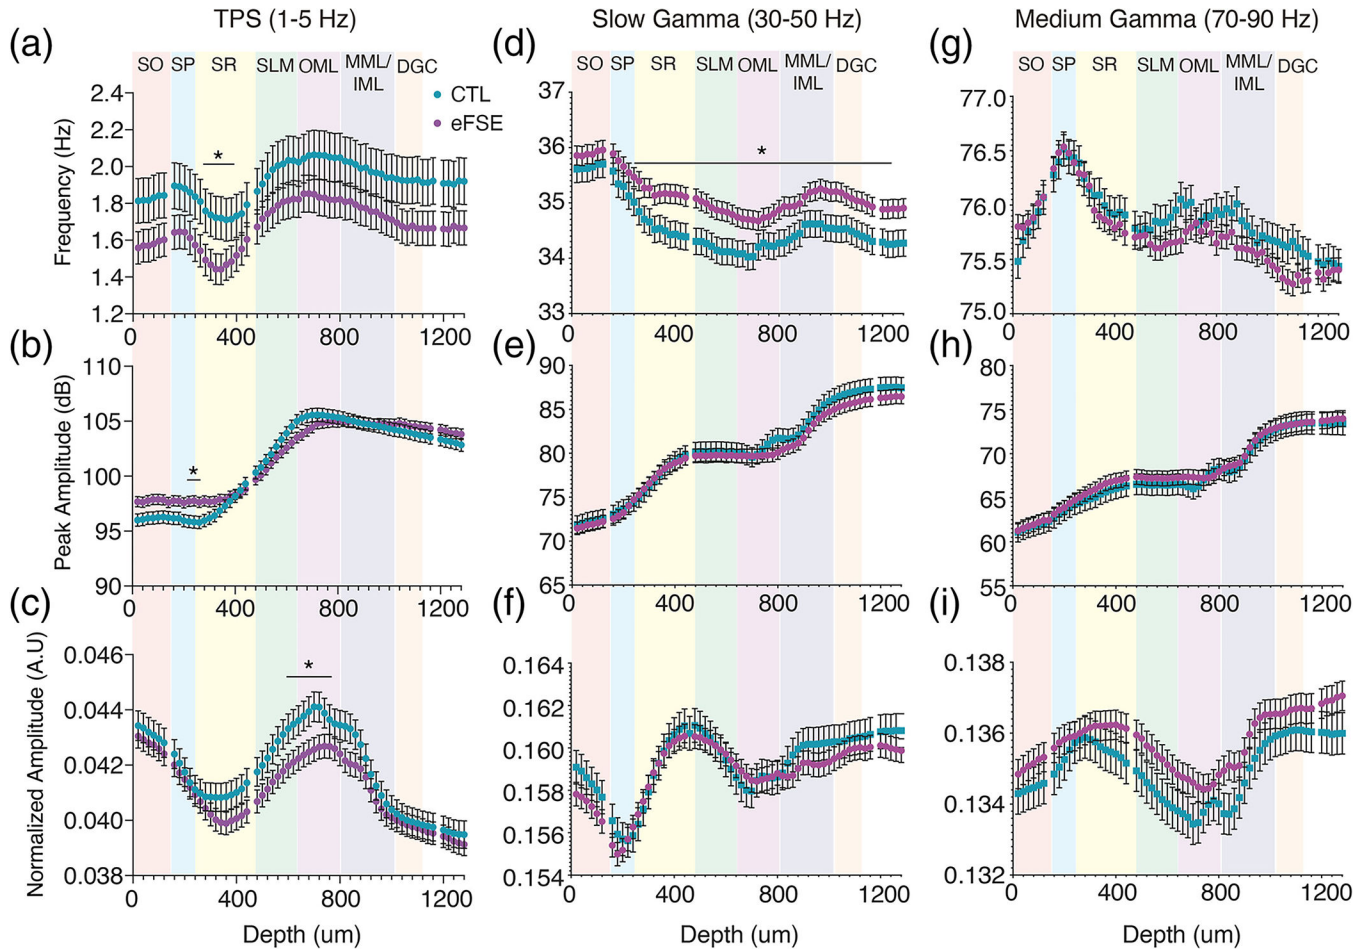 TPS (1-5 Hz)
Slow Gamma (30-50 Hz)
Medium Gamma (70-90 Hz)
(a)
SO SP SR SLM OML MML/ DGC
IML
CTL
eFSE
2.4
2.2
2.0
1.8
1.6
1.4
1.2
Frequency (Hz)
*
0 400 800 1200
(d)
SO SP SR SLM OML MML/ DGC
IML
37
36
35
34
33
*
0 400 800 1200
(g)
SO SP SR SLM OML MML/ DGC
IML
77.0
76.5
76.0
75.5
75.0
0 400 800 1200
(b)
110
105
100
95
90
Peak Amplitude (dB)
*
0 400 800 1200
(e)
90
85
80
75
70
65
0 400 800 1200
(h)
80
75
70
65
60
55
0 400 800 1200
(c)
0.046
0.044
0.042
0.040
0.038
Normalized Amplitude (A.U)
*
0 400 800 1200
Depth (um)
(f)
0.164
0.162
0.160
0.158
0.156
0.154
0 400 800 1200
Depth (um)
(i)
0.138
0.136
0.134
0.132
0 400 800 1200
Depth (um)